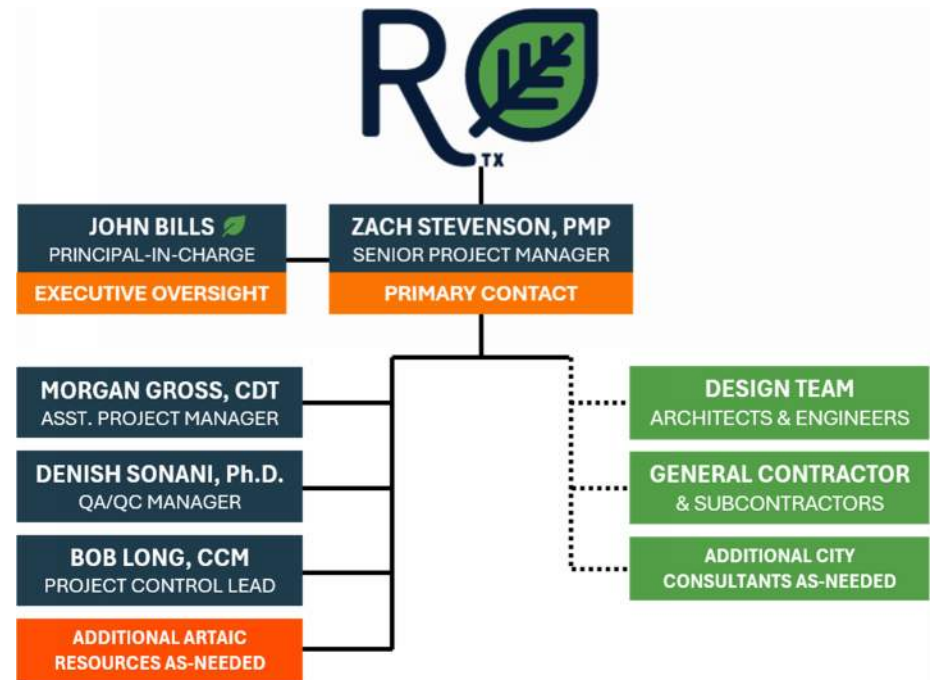 R
TX
JOHN BILLS
PRINCIPAL-IN-CHARGE
EXECUTIVE OVERSIGHT
ZACH STEVENSON, PMP
SENIOR PROJECT MANAGER
PRIMARY CONTACT
MORGAN GROSS, CDT
ASST. PROJECT MANAGER
DENISH SONANI, Ph.D.
QA/QC MANAGER
BOB LONG, CCM
PROJECT CONTROL LEAD
ADDITIONAL ARTAIC
RESOURCES AS-NEEDED
DESIGN TEAM
ARCHITECTS & ENGINEERS
GENERAL CONTRACTOR
& SUBCONTRACTORS
ADDITIONAL CITY
CONSULTANTS AS-NEEDED